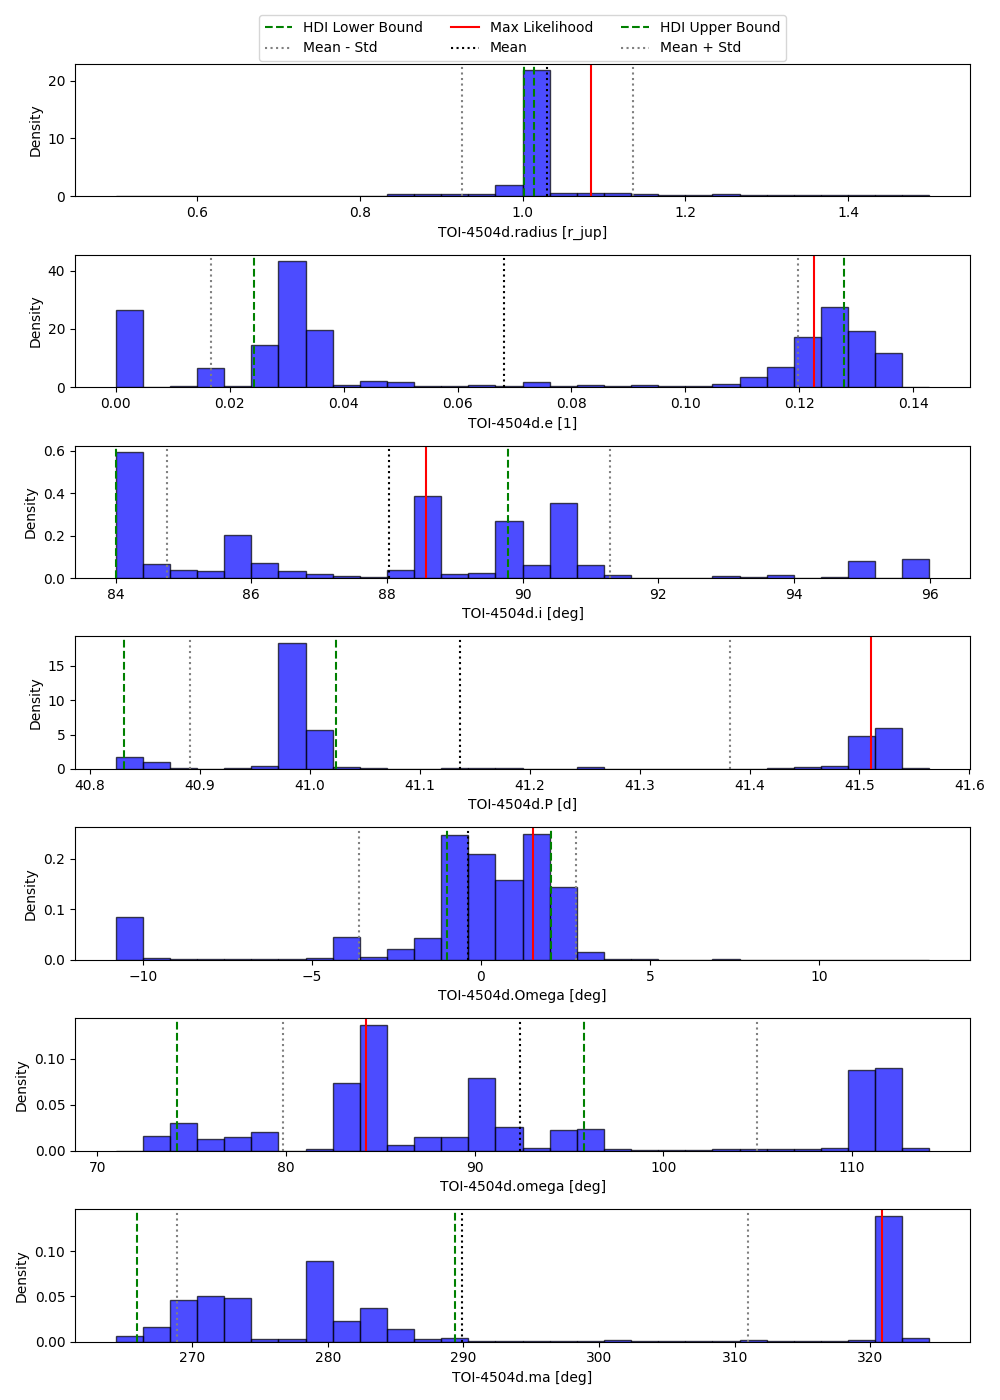 HDI Lower Bound Max Likelihood HDI Upper Bound
Mean - Std Mean Mean + Std
20
10
0
Density
0.6 0.8 1.0 1.2 1.4
TOI-4504d.radius [r_jup]
40
20
0
Density
0.00 0.02 0.04 0.06 0.08 0.10 0.12 0.14
TOI-4504d.e [1]
0.6
0.4
0.2
0.0
Density
84 86 88 90 92 94 96
TOI-4504d.i [deg]
15
10
5
0
Density
40.8 40.9 41.0 41.1 41.2 41.3 41.4 41.5 41.6
TOI-4504d.P [d]
0.2
0.1
0.0
Density
−10 −5 0 5 10
TOI-4504d.Omega [deg]
0.10
0.05
0.00
Density
70 80 90 100 110
TOI-4504d.omega [deg]
0.10
0.05
0.00
Density
270 280 290 300 310 320
TOI-4504d.ma [deg]